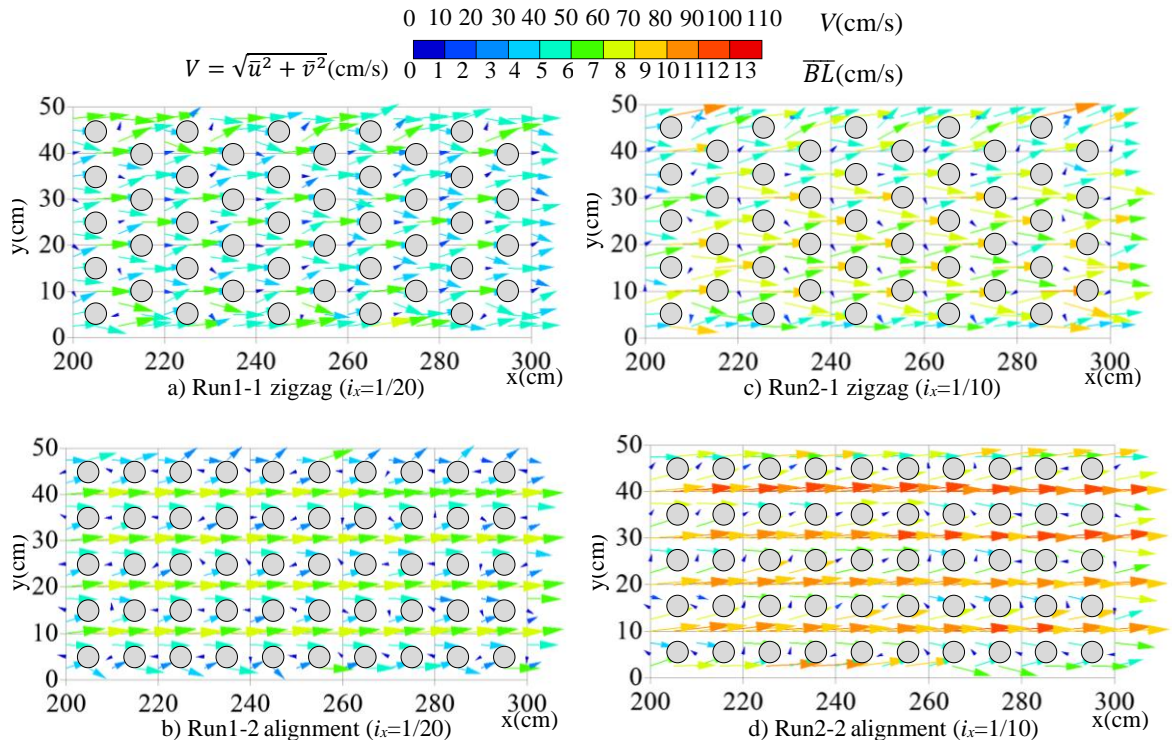 0 10 20 30 40 50 60 70 80 90 100 110 V(cm/s)
V = √u̅² + v̅²(cm/s) 0 1 2 3 4 5 6 7 8 9 10 11 12 13 B̅L̅(cm/s)
50
40
30
20
10
0
y(cm)
200 220 240 260 280 300
x(cm)
a) Run1-1 zigzag (iₓ=1/20)
50
40
30
20
10
0
y(cm)
200 220 240 260 280 300
x(cm)
c) Run2-1 zigzag (iₓ=1/10)
50
40
30
20
10
0
y(cm)
200 220 240 260 280 300
x(cm)
b) Run1-2 alignment (iₓ=1/20)
50
40
30
20
10
0
y(cm)
200 220 240 260 280 300
x(cm)
d) Run2-2 alignment (iₓ=1/10)